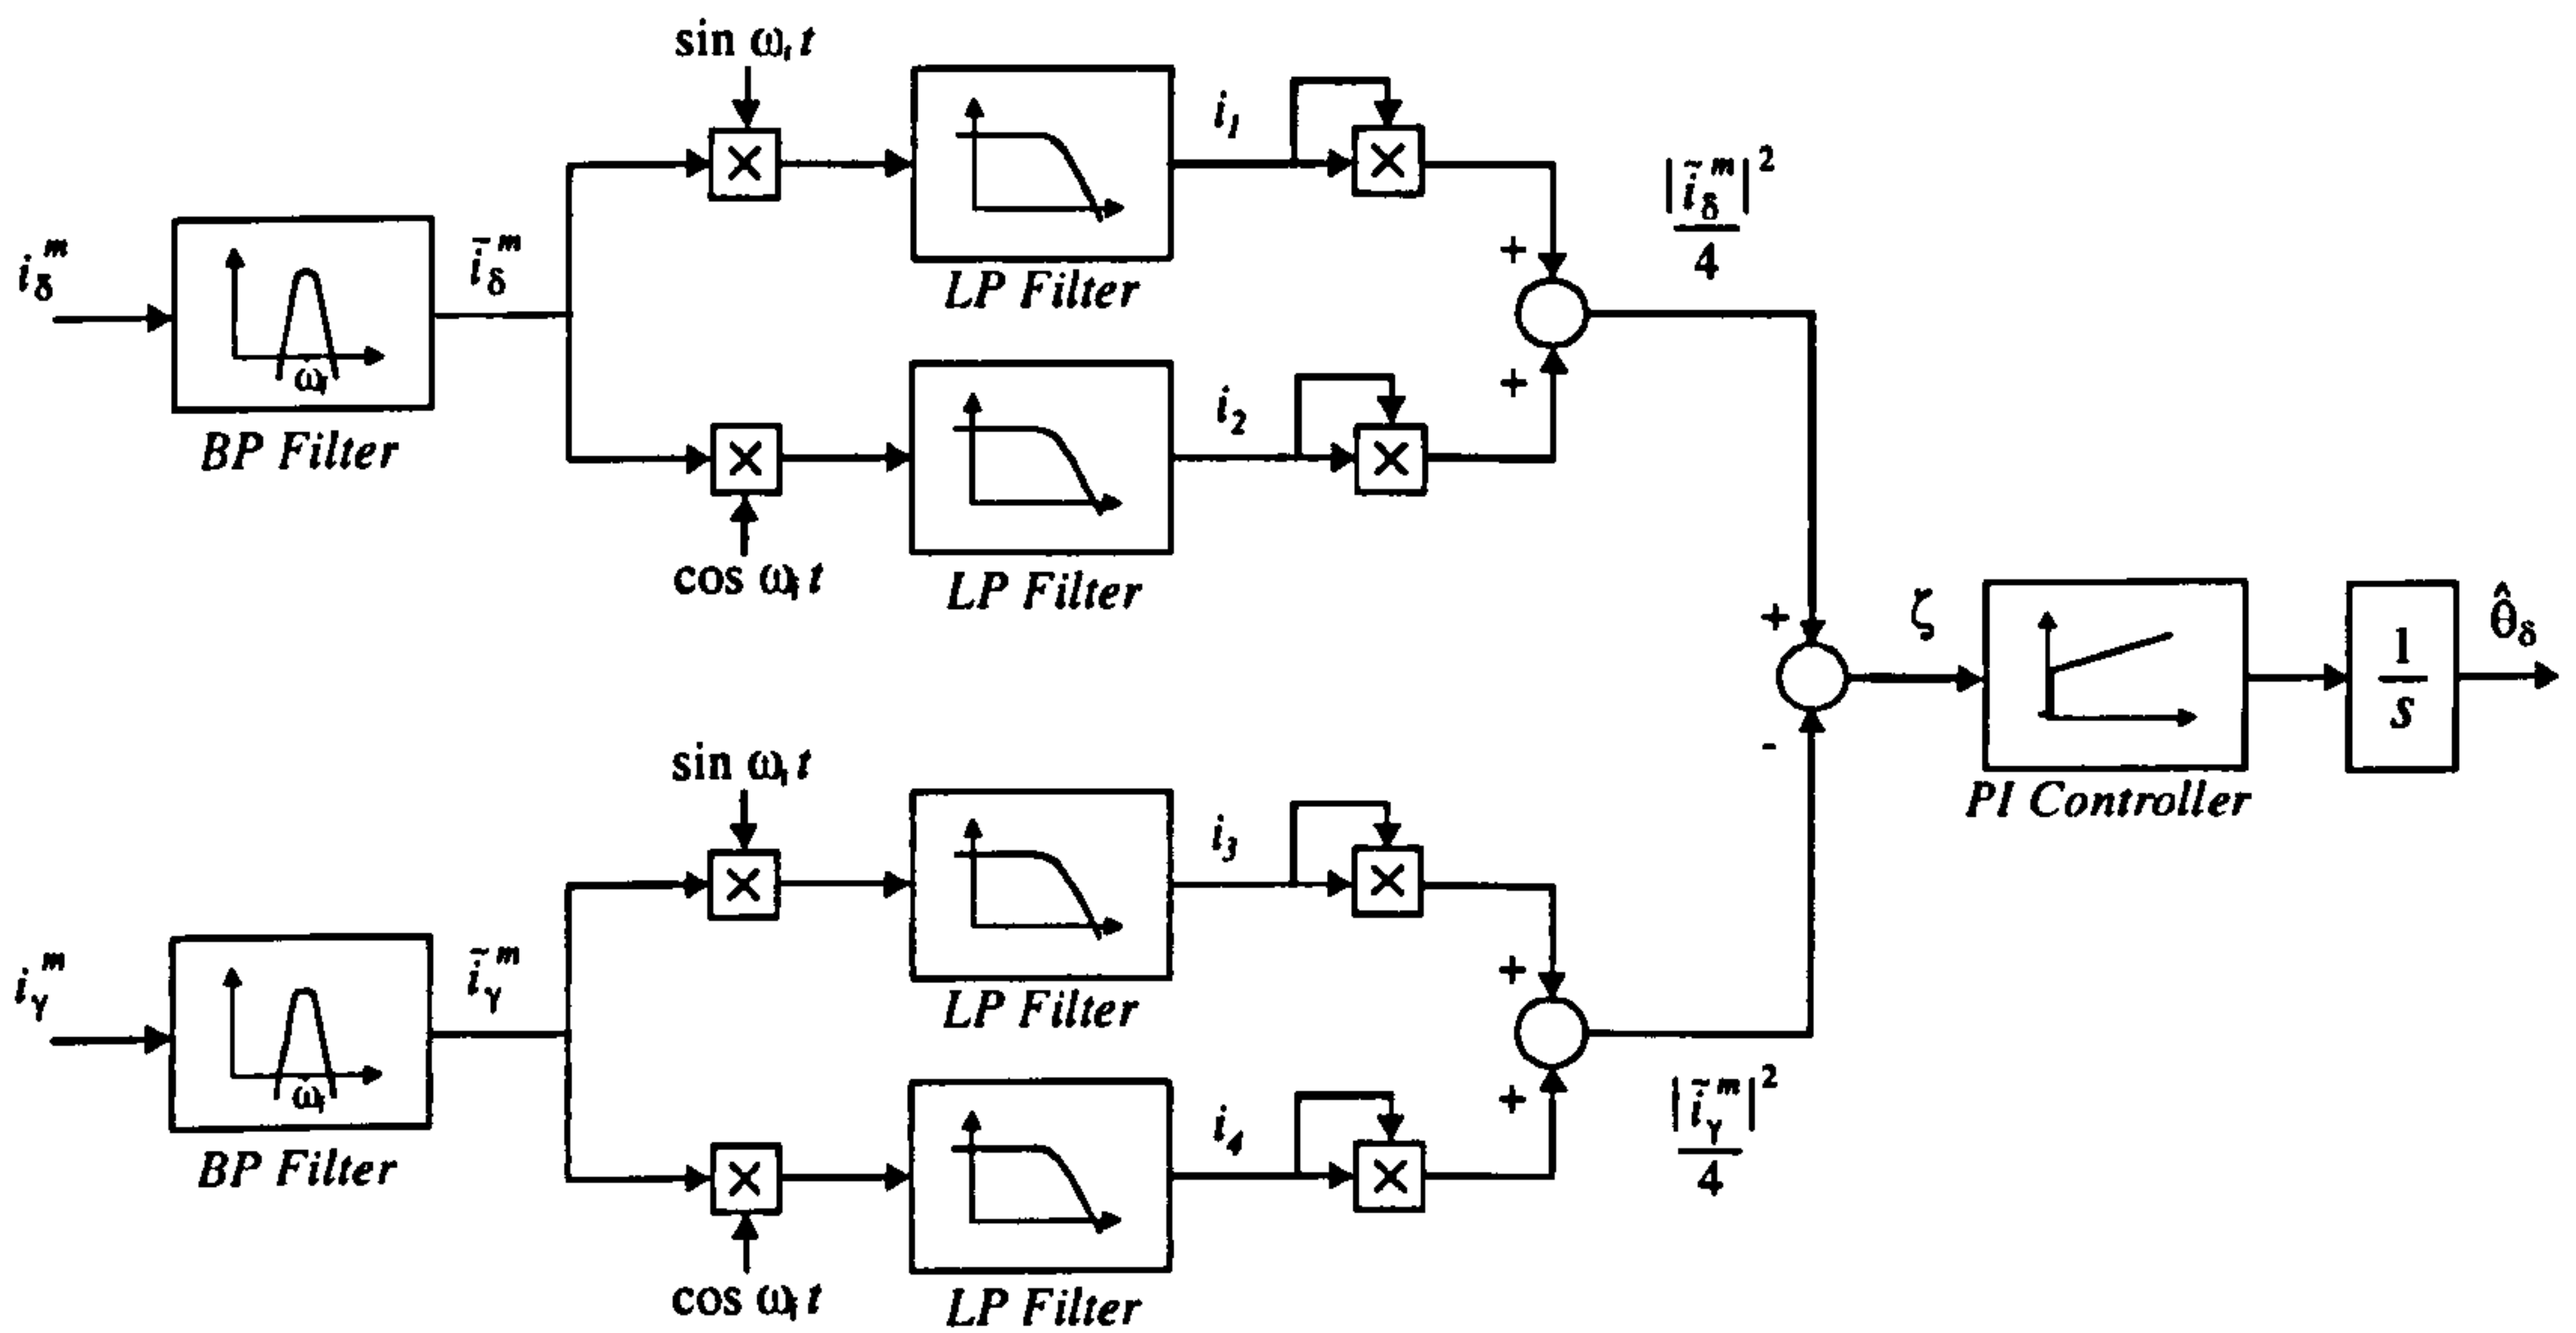 sin ωᵢ t
i₁
|ĩ_δ^m|²
4
i_δ^m
ĩ_δ^m
+
ωᵢ
LP Filter
BP Filter
i₂
+
cos ωᵢ t
LP Filter
+
ζ
θ̂_δ
1
s
-
PI Controller
sin ωᵢ t
i₃
i_γ^m
ĩ_γ^m
+
ωᵢ
LP Filter
BP Filter
i₄
+
|ĩ_γ^m|²
4
cos ωᵢ t
LP Filter